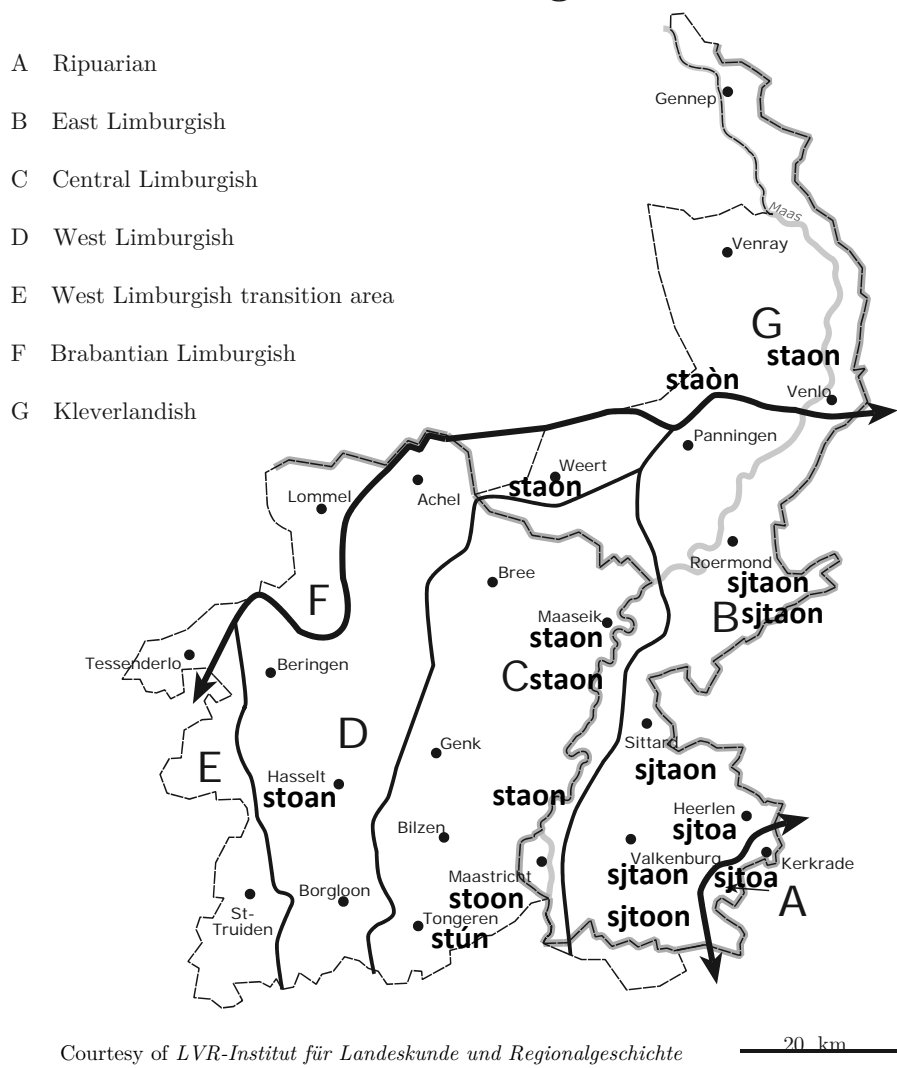 A Ripuarian
B East Limburgish
C Central Limburgish
D West Limburgish
E West Limburgish transition area
F Brabantian Limburgish
G Kleverlandish
Gennep
Maas
Venray
G
staon
staòn
Venlo
Panningen
Weert
staon
Lommel
Achel
Roermond
sjtaon
B
sjtaon
Bree
F
Maaseik
staon
C
staon
Tessenderlo
Beringen
D
Genk
Sittard
sjtaon
E
Hasselt
stoan
staon
Heerlen
sjtoa
Bilzen
Valkenburg
Kerkrade
Maastricht
sjtaon
sjtoa
stoon
A
Borgloon
St-
Truiden
Tongeren
sjtoon
stún
Courtesy of LVR-Institut für Landeskunde und Regionalgeschichte
20 km